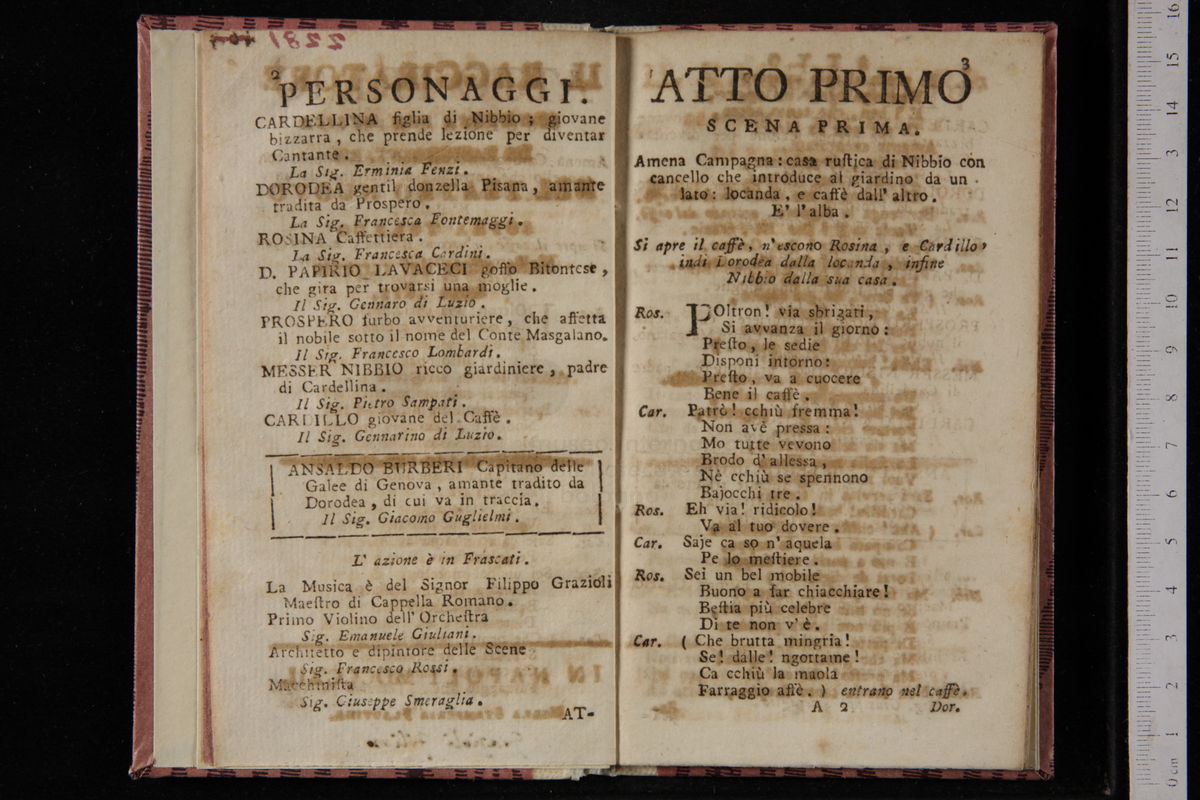 2
PERSONAGGI.
CARDELLINA figlia di Nibbio; giovane
bizzarra, che prende lezione per diventar
Cantante.
La Sig. Erminia Fenzi.
DORODEA gentil donzella Pisana, amante
tradita da Prospero.
La Sig. Francesca Fontemaggi.
ROSINA Caffettiera.
La Sig. Francesca Cardini.
D. PAPIRIO LAVACECI goffo Bitontese,
che gira per trovarsi una moglie.
Il Sig. Gennaro di Luzio.
PROSPERO furbo avventuriere, che affetta
il nobile sotto il nome del Conte Masgalano.
Il Sig. Francesco Lombardi.
MESSER NIBBIO ricco giardiniere, padre
di Cardellina.
Il Sig. Pietro Sampati.
CARDILLO giovane del Caffè.
Il Sig. Gennarino di Luzio.
ANSALDO BURBERI Capitano delle
Galee di Genova, amante tradito da
Dorodea, di cui va in traccia.
Il Sig. Giacomo Guglielmi.
L' azione è in Frascati.
La Musica è del Signor Filippo Grazioli
Maeſtro di Cappella Romano.
Primo Violino dell' Orcheſtra
Sig. Emanuele Giuliani.
Architetto e dipintore delle Scene
Sig. Francesco Rossi.
Macchiniſta
Sig. Giuseppe Smeraglia.
AT-
3
ATTO PRIMO
SCENA PRIMA.
Amena Campagna: casa ruſtica di Nibbio con
cancello che introduce al giardino da un
lato: locanda, e caffè dall' altro.
E' l' alba.
Si apre il caffè, n' escono Rosina, e Cardillo,
indi Dorodea dalla locanda, infine
Nibbio dalla sua casa.
Ros. POltron! via sbrigati,
Si avvanza il giorno:
Preſto, le sedie
Disponi intorno:
Preſto, va a cuocere
Bene il caffè.
Car. Patrò! cchiù fremma!
Non avè pressa:
Mo tutte vevono
Brodo d' allessa,
Nè cchiù se spennono
Bajocchi tre.
Ros. Eh via! ridicolo!
Va al tuo dovere.
Car. Saje ca so n' aquela
Pe lo meſtiere.
Ros. Sei un bel mobile
Buono a far chiacchiare!
Beſtia più celebre
Di te non v' è.
Car. ( Che brutta mingria!
Se! dalle! ngottame!
Ca cchiù la maola
Farraggio affè. ) entrano nel caffè.
A 2 Dor.